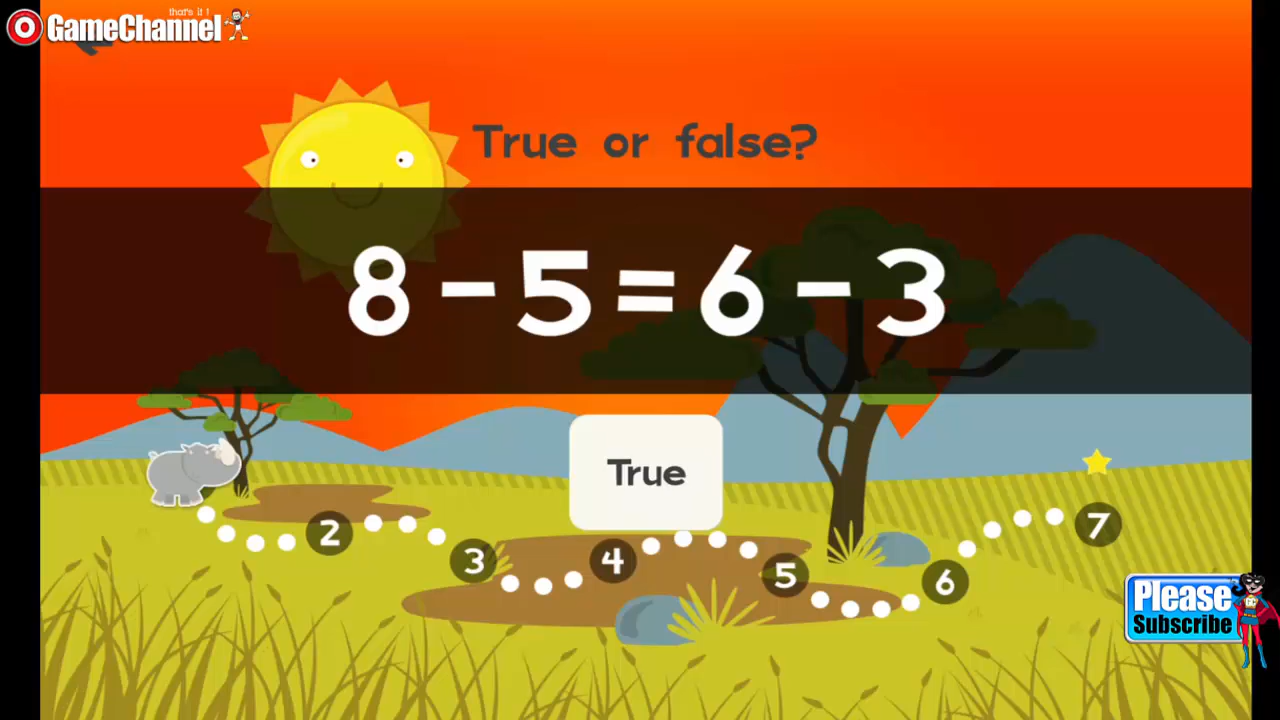 that's it !
GameChannel
True or false?
8-5=6-3
True
2
3
4
5
6
7
Please
Subscribe